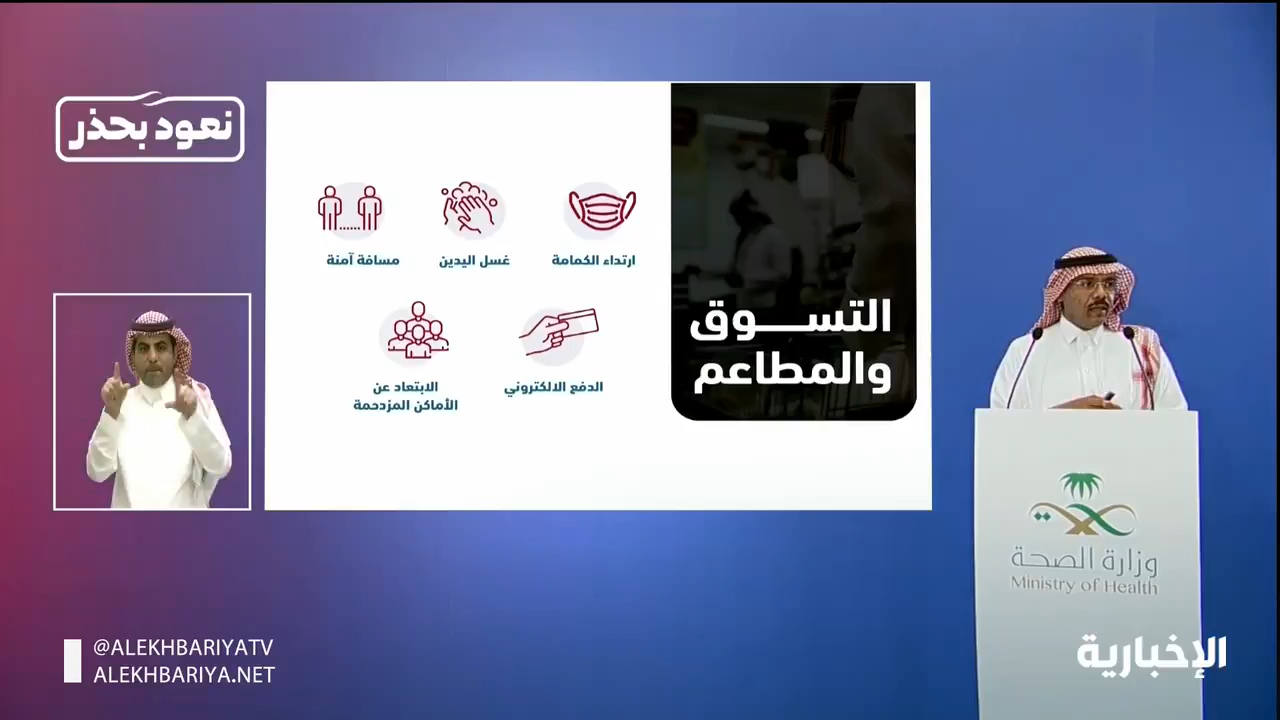 نعود بحذر
التســـوق
والمطاعم
ارتداء الكمامة
غسل اليدين
مسافة آمنة
الدفع الالكتروني
الابتعاد عن
الأماكن المزدحمة
وزارة الصحة
Ministry of Health
@ALEKHBARIYATV
ALEKHBARIYA.NET
الإخبارية